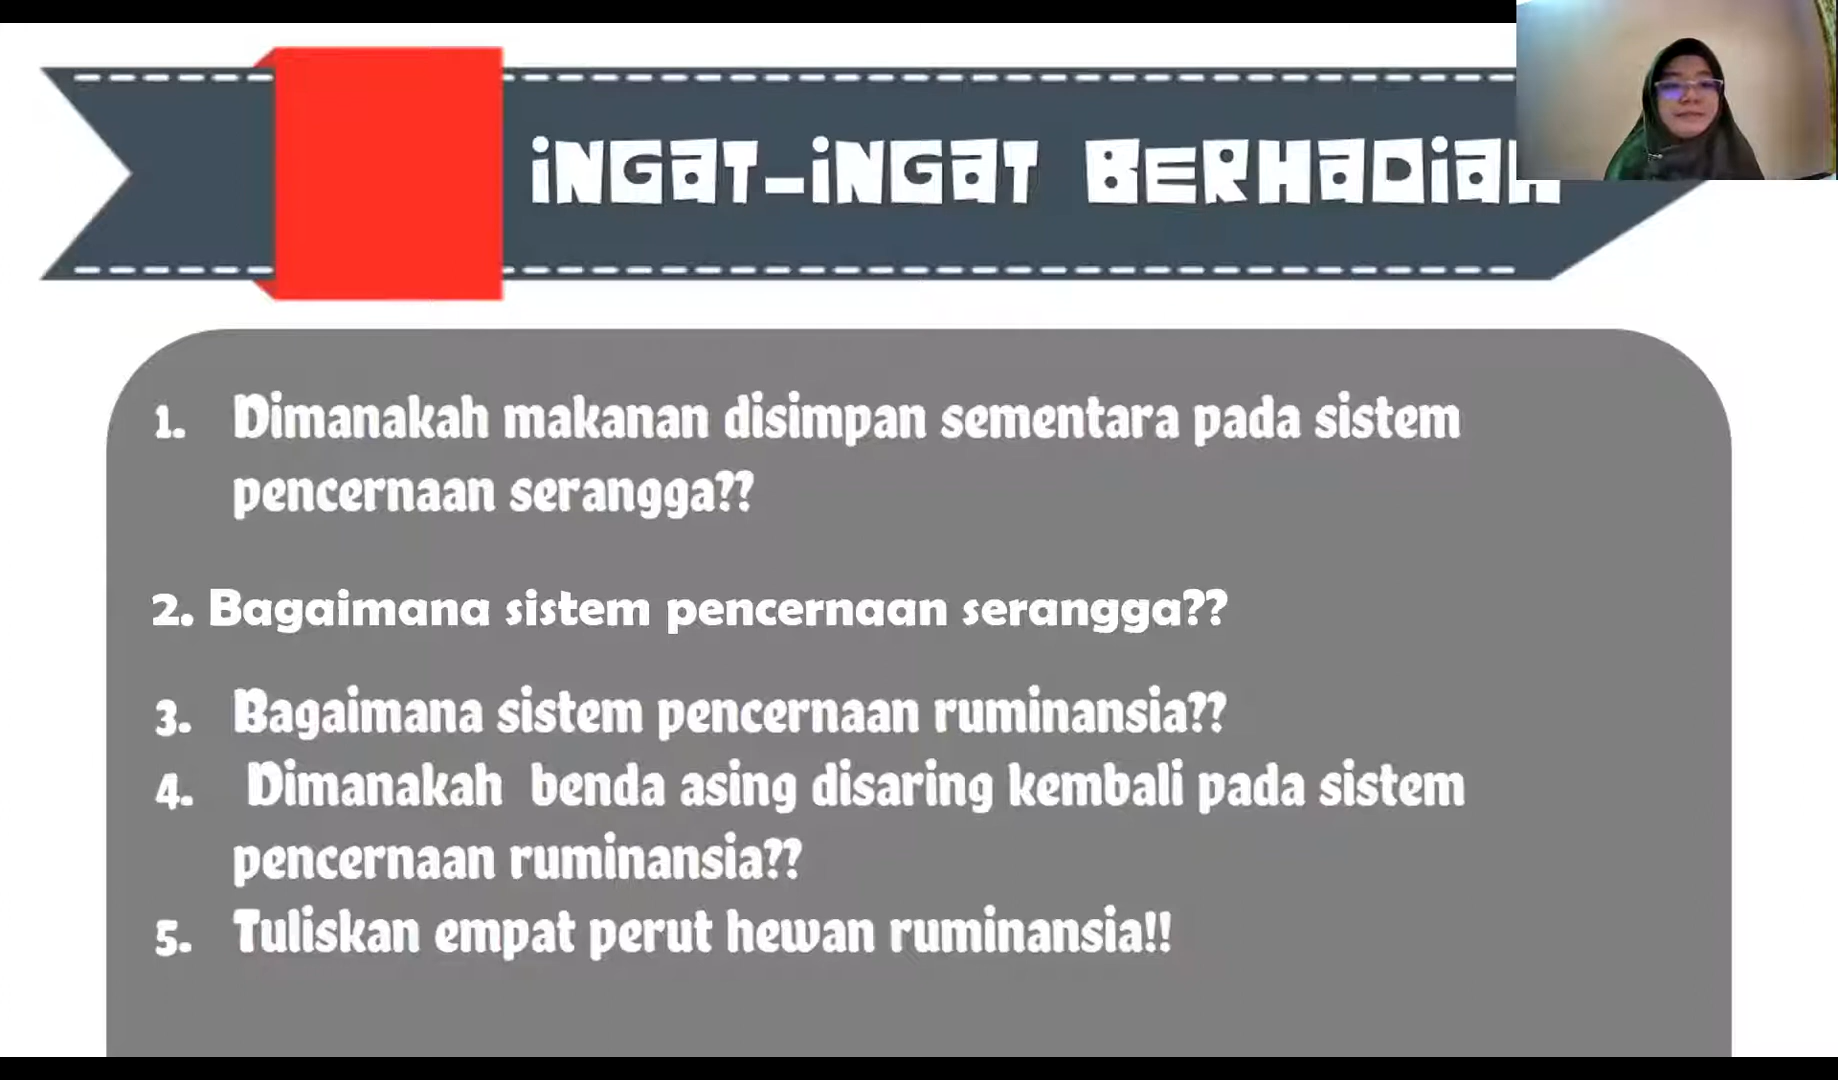 iNGaT-iNGaT BERHaDiaH
1. Dimanakah makanan disimpan sementara pada sistem
pencernaan serangga??
2. Bagaimana sistem pencernaan serangga??
3. Bagaimana sistem pencernaan ruminansia??
4. Dimanakah benda asing disaring kembali pada sistem
pencernaan ruminansia??
5. Tuliskan empat perut hewan ruminansia!!